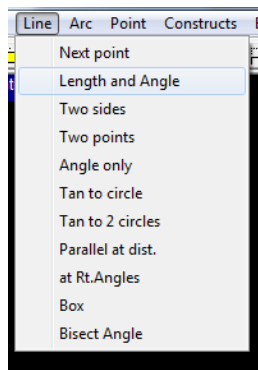 Line Arc Point Constructs
Next point
Length and Angle
Two sides
Two points
Angle only
Tan to circle
Tan to 2 circles
Parallel at dist.
at Rt.Angles
Box
Bisect Angle